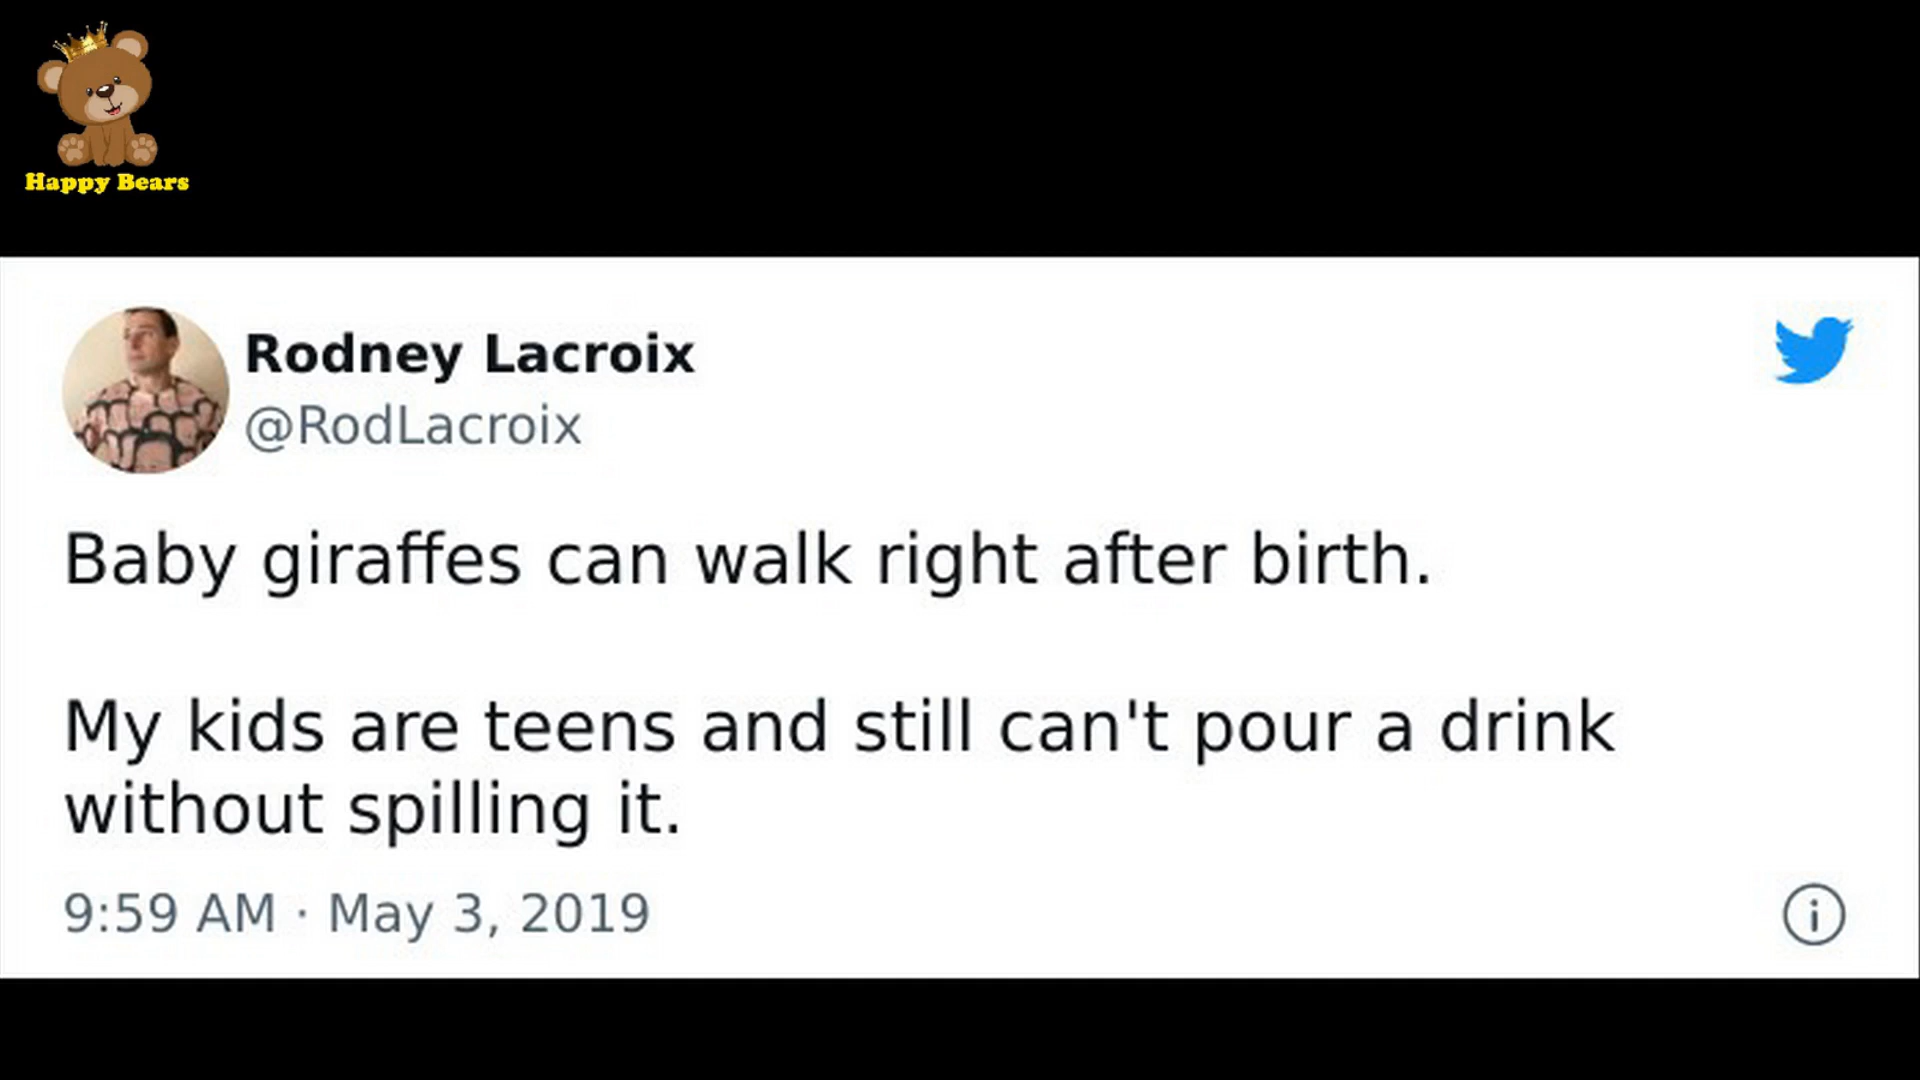 Happy Bears
Rodney Lacroix
@RodLacroix
Baby giraffes can walk right after birth.
My kids are teens and still can't pour a drink
without spilling it.
9:59 AM · May 3, 2019